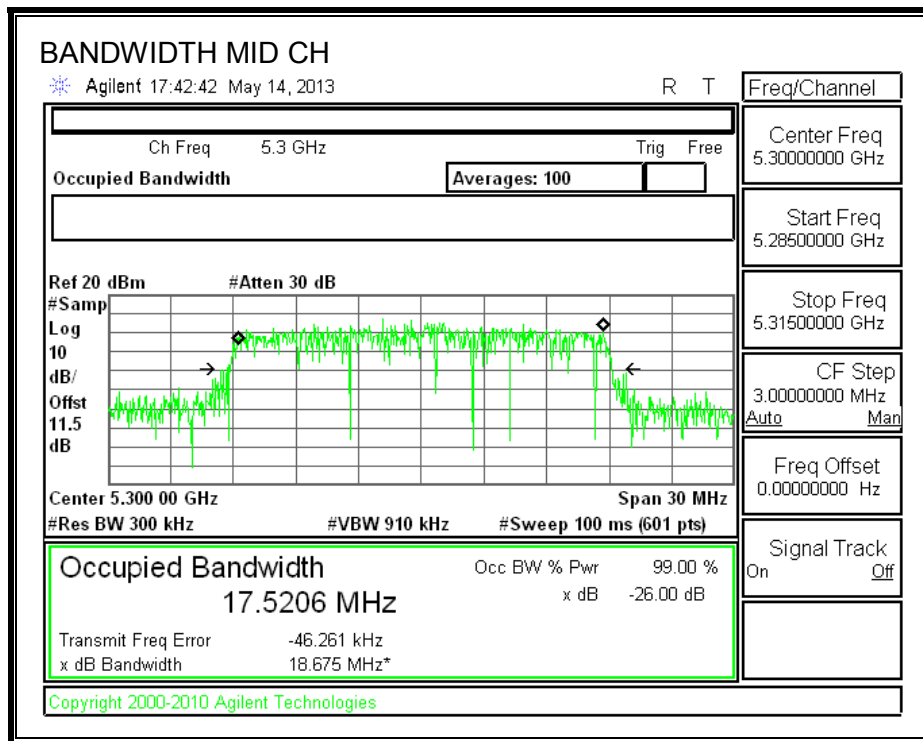 BANDWIDTH MID CH
Agilent 17:42:42 May 14, 2013 R T
Ch Freq 5.3 GHz Trig Free
Occupied Bandwidth Averages: 100
Ref 20 dBm #Atten 30 dB
#Samp
Log
10
dB/
Offst
11.5
dB
Center 5.300 00 GHz Span 30 MHz
#Res BW 300 kHz #VBW 910 kHz #Sweep 100 ms (601 pts)
Occupied Bandwidth Occ BW % Pwr 99.00 %
17.5206 MHz x dB -26.00 dB
Transmit Freq Error -46.261 kHz
x dB Bandwidth 18.675 MHz*
Copyright 2000-2010 Agilent Technologies
Freq/Channel
Center Freq
5.30000000 GHz
Start Freq
5.28500000 GHz
Stop Freq
5.31500000 GHz
CF Step
3.00000000 MHz
Auto Man
Freq Offset
0.00000000 Hz
Signal Track
On Off